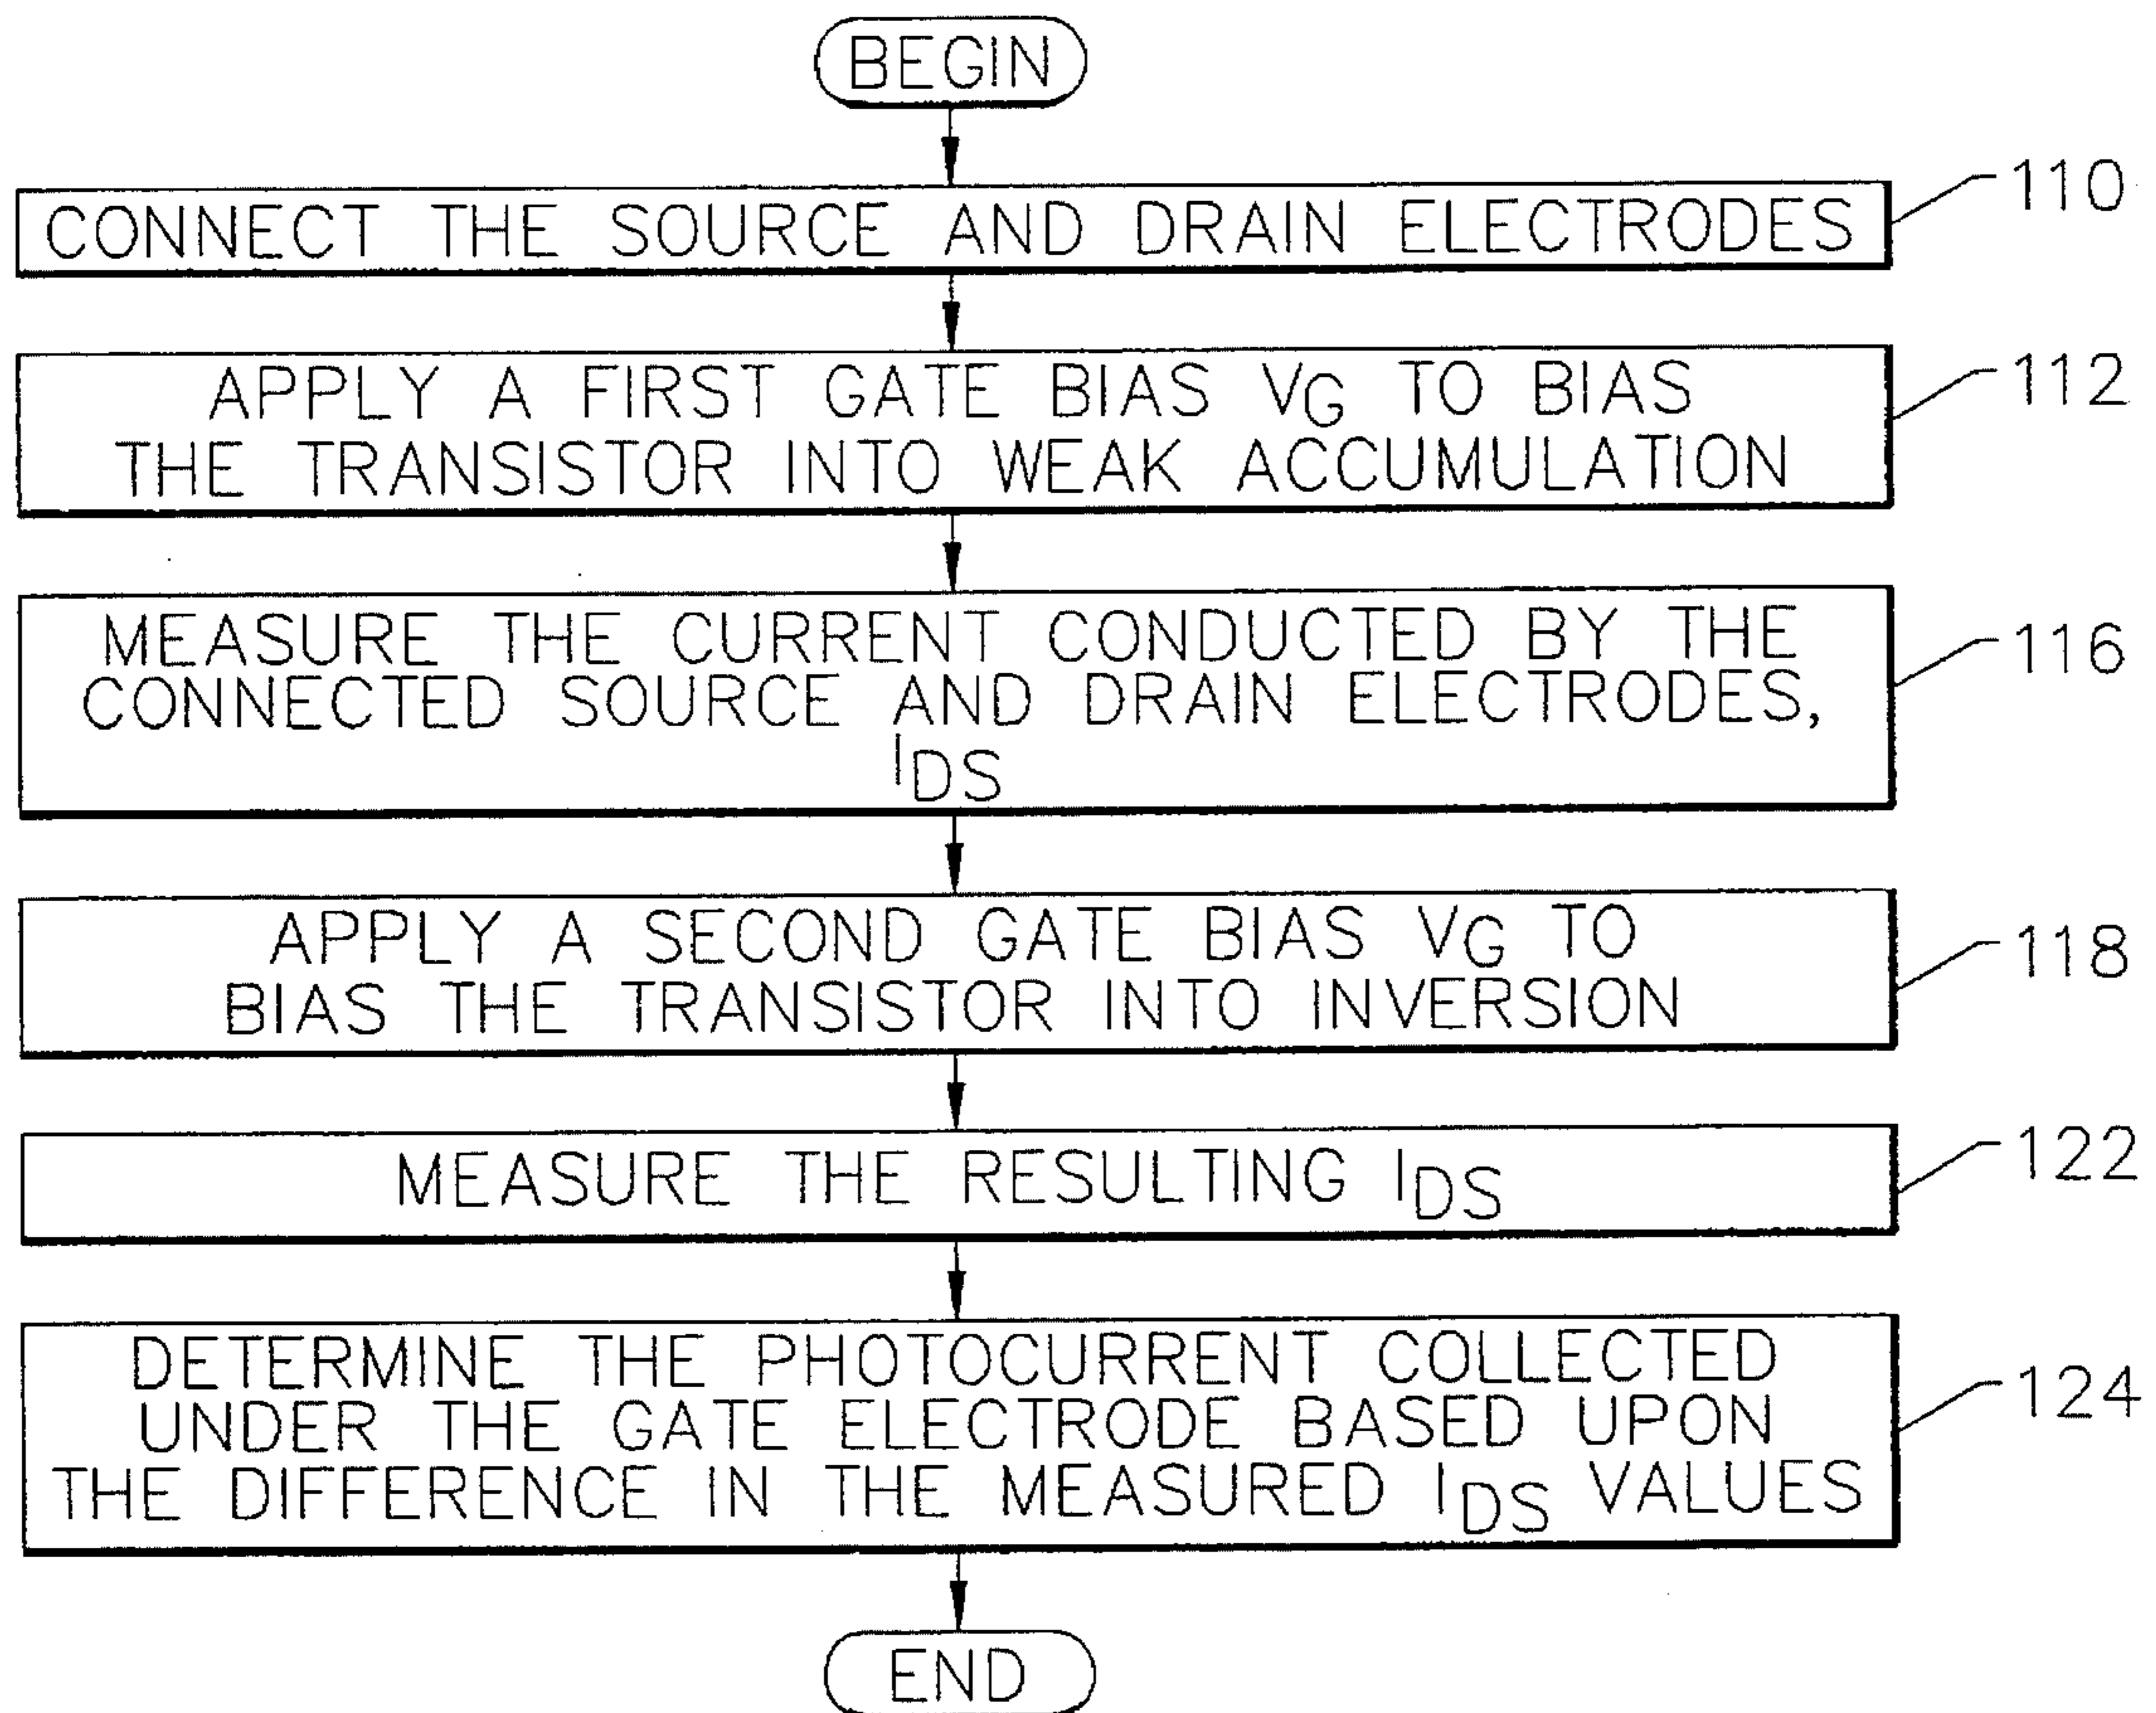 BEGIN
CONNECT THE SOURCE AND DRAIN ELECTRODES
110
APPLY A FIRST GATE BIAS VG TO BIAS
THE TRANSISTOR INTO WEAK ACCUMULATION
112
MEASURE THE CURRENT CONDUCTED BY THE
CONNECTED SOURCE AND DRAIN ELECTRODES,
IDS
116
APPLY A SECOND GATE BIAS VG TO
BIAS THE TRANSISTOR INTO INVERSION
118
MEASURE THE RESULTING IDS
122
DETERMINE THE PHOTOCURRENT COLLECTED
UNDER THE GATE ELECTRODE BASED UPON
THE DIFFERENCE IN THE MEASURED IDS VALUES
124
END